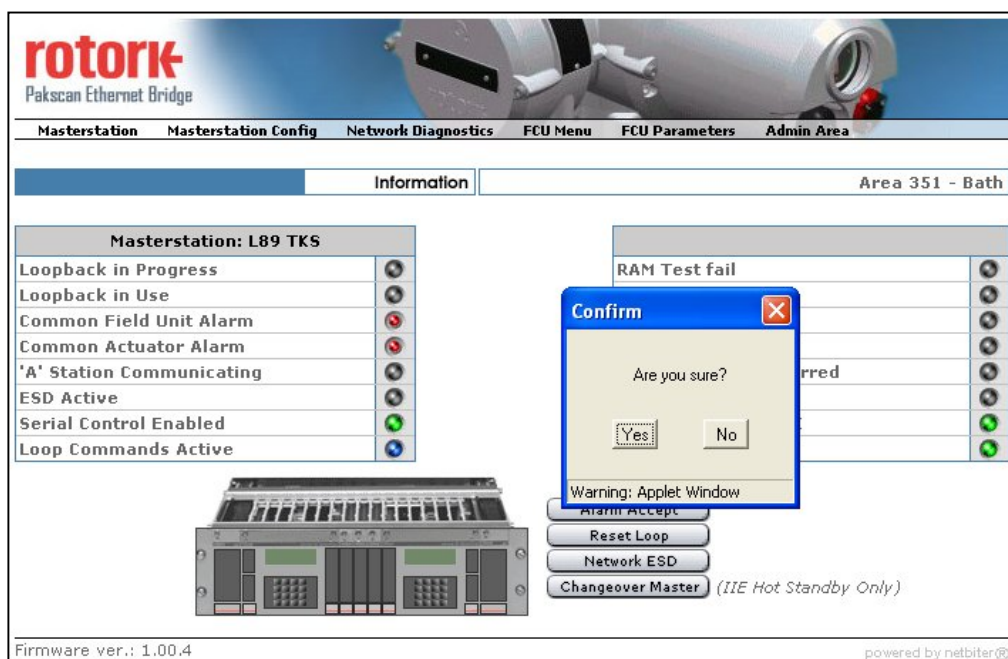 rotork
Pakscan Ethernet Bridge
Masterstation Masterstation Config Network Diagnostics FCU Menu FCU Parameters Admin Area
Information
Area 351 - Bath
Masterstation: L89 TKS
Loopback in Progress
Loopback in Use
Common Field Unit Alarm
Common Actuator Alarm
'A' Station Communicating
ESD Active
Serial Control Enabled
Loop Commands Active
RAM Test fail
rred
Confirm
Are you sure?
Yes No
Warning: Applet Window
Alarm Accept
Reset Loop
Network ESD
Changeover Master (IIE Hot Standby Only)
Firmware ver.: 1.00.4
powered by netbiter®